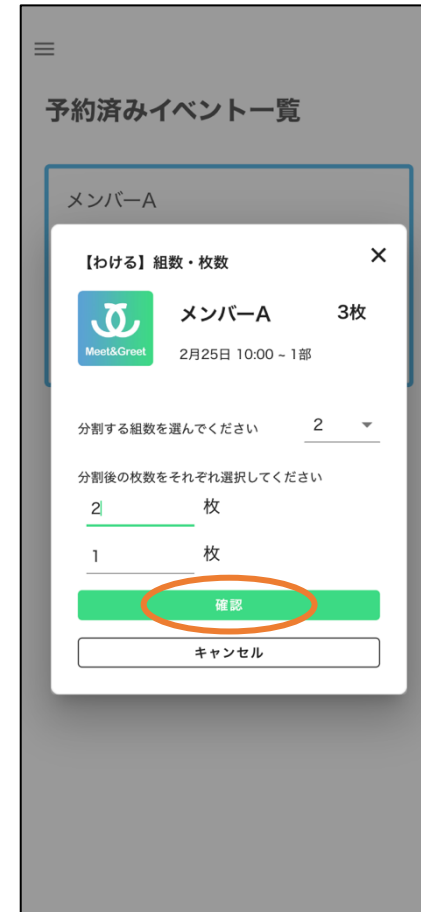 予約済みイベント一覧
メンバーA
【わける】組数・枚数
メンバーA 3枚
Meet&Greet
2月25日 10:00 ~ 1部
分割する組数を選んでください 2
分割後の枚数をそれぞれ選択してください
2 枚
1 枚
確認
キャンセル